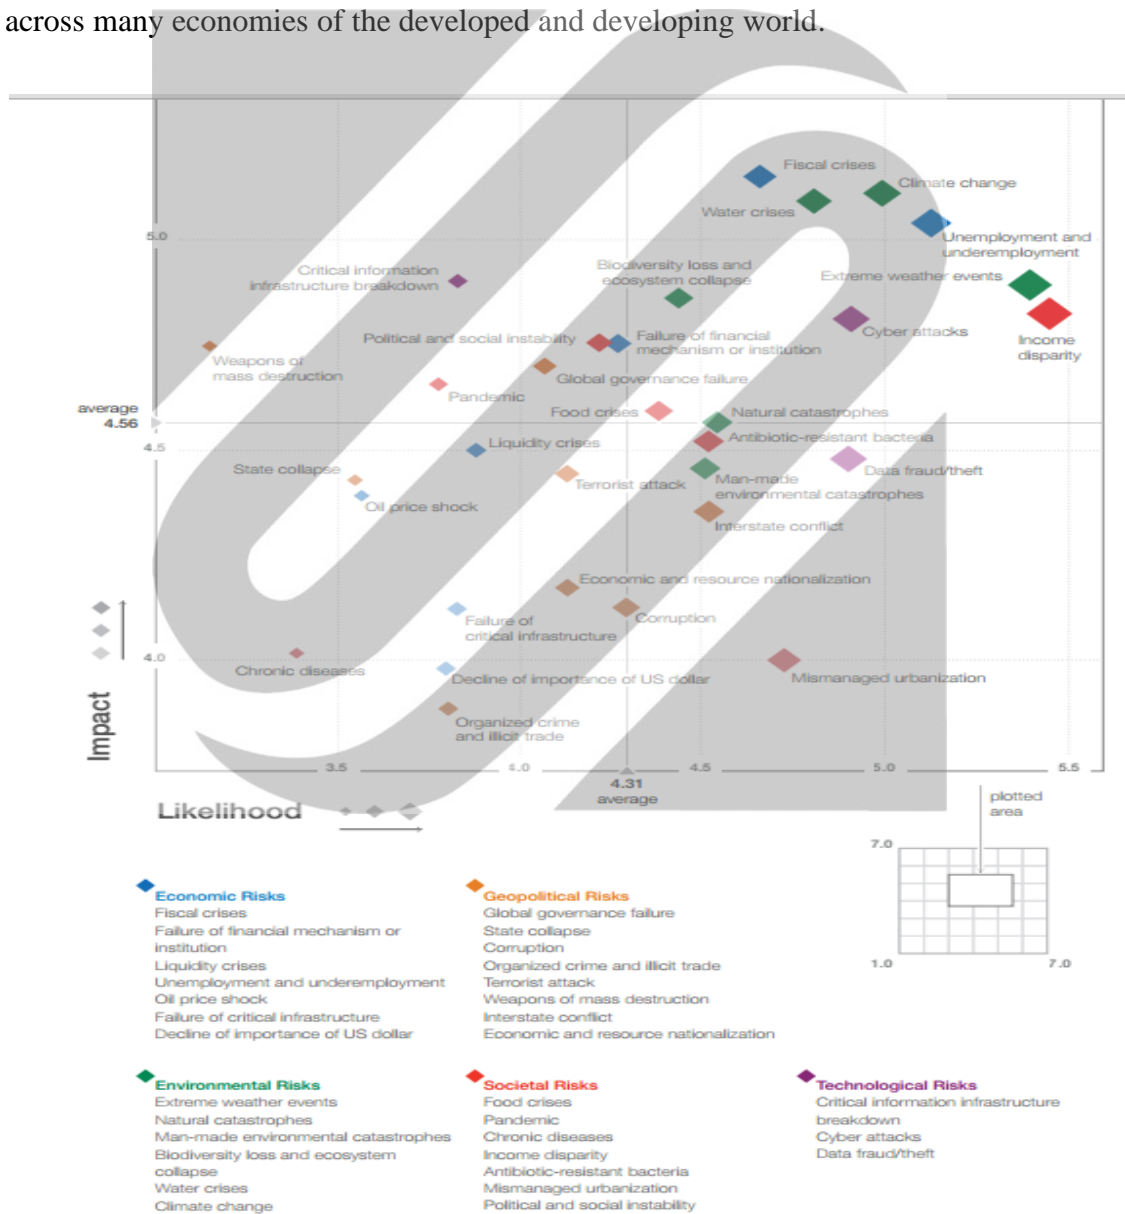 across many economies of the developed and developing world.
Fiscal crises
Climate change
Water crises
5.0
Unemployment and
underemployment
Critical information
infrastructure breakdown
Biodiversity loss and
ecosystem collapse
Extreme weather events
Political and social instability
Failure of financial
mechanism or institution
Cyber attacks
Income
disparity
Weapons of
mass destruction
Global governance failure
Pandemic
average
4.56
Food crises
Natural catastrophes
4.5
Liquidity crises
Antibiotic-resistant bacteria
State collapse
Terrorist attack
Man-made
environmental catastrophes
Data fraud/theft
Oil price shock
Interstate conflict
Economic and resource nationalization
Failure of
critical infrastructure
Corruption
4.0
Chronic diseases
Decline of importance of US dollar
Mismanaged urbanization
Organized crime
and illicit trade
Impact
3.5
4.0
4.5
5.0
5.5
4.31
average
Likelihood
plotted
area
7.0
1.0
7.0
Economic Risks
Fiscal crises
Failure of financial mechanism or
institution
Liquidity crises
Unemployment and underemployment
Oil price shock
Failure of critical infrastructure
Decline of importance of US dollar
Geopolitical Risks
Global governance failure
State collapse
Corruption
Organized crime and illicit trade
Terrorist attack
Weapons of mass destruction
Interstate conflict
Economic and resource nationalization
Environmental Risks
Extreme weather events
Natural catastrophes
Man-made environmental catastrophes
Biodiversity loss and ecosystem
collapse
Water crises
Climate change
Societal Risks
Food crises
Pandemic
Chronic diseases
Income disparity
Antibiotic-resistant bacteria
Mismanaged urbanization
Political and social instability
Technological Risks
Critical information infrastructure
breakdown
Cyber attacks
Data fraud/theft